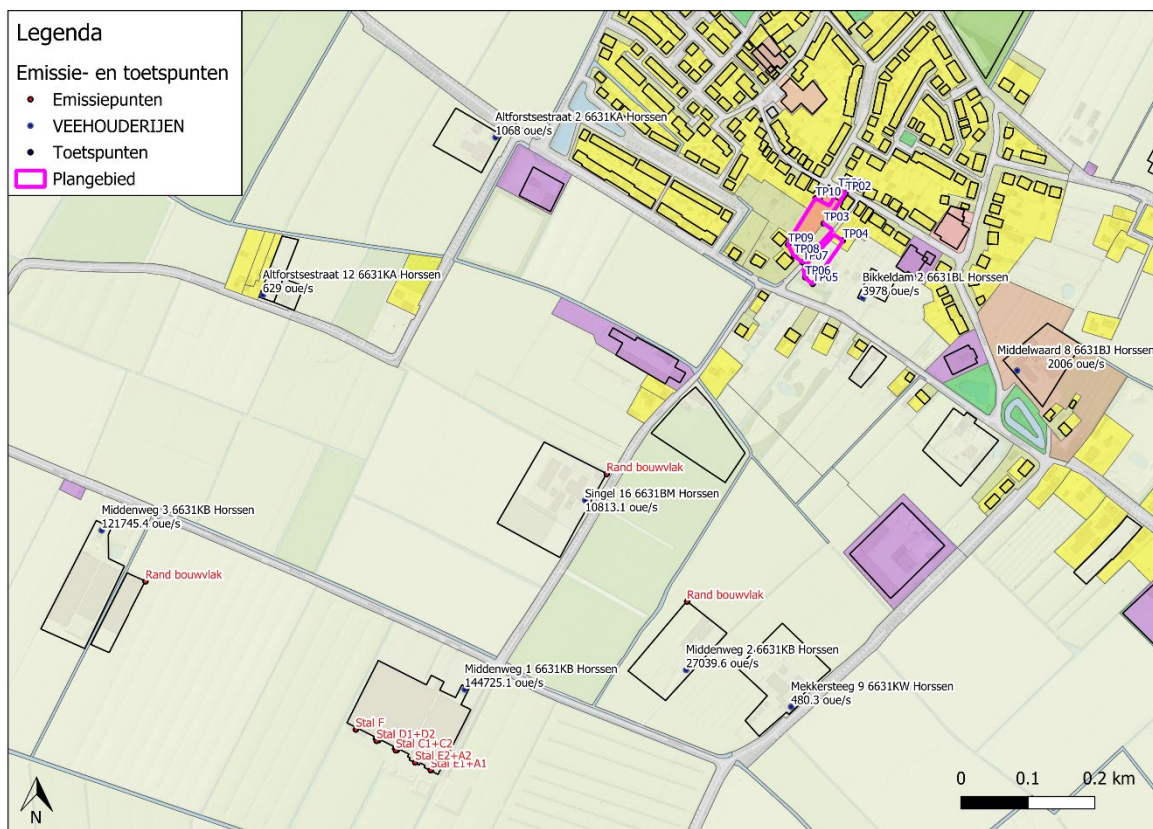 Legenda
Emissie- en toetspunten
Emissiepunten
VEEHOUDERIJEN
Toetspunten
Plangebied
Altforstsestraat 2 6631KA Horssen
1068 oue/s
TP10
TP02
TP03
TP04
TP09
TP08
TP07
TP06
TP05
Altforstsestraat 12 6631KA Horssen
629 oue/s
Bikkeldam 2 6631BL Horssen
3978 oue/s
Middelwaard 8 6631BJ Horssen
2006 oue/s
Rand bouwvlak
Singel 16 6631BM Horssen
10813.1 oue/s
Middenweg 3 6631KB Horssen
121745.4 oue/s
Rand bouwvlak
Rand bouwvlak
Middenweg 1 6631KB Horssen
144725.1 oue/s
Middenweg 2 6631KB Horssen
27039.6 oue/s
Mekkersteeg 9 6631KW Horssen
480.3 oue/s
Stal F
Stal D1+D2
Stal C1+C2
Stal E2+A2
Stal E1+A1
0 0.1 0.2 km
N